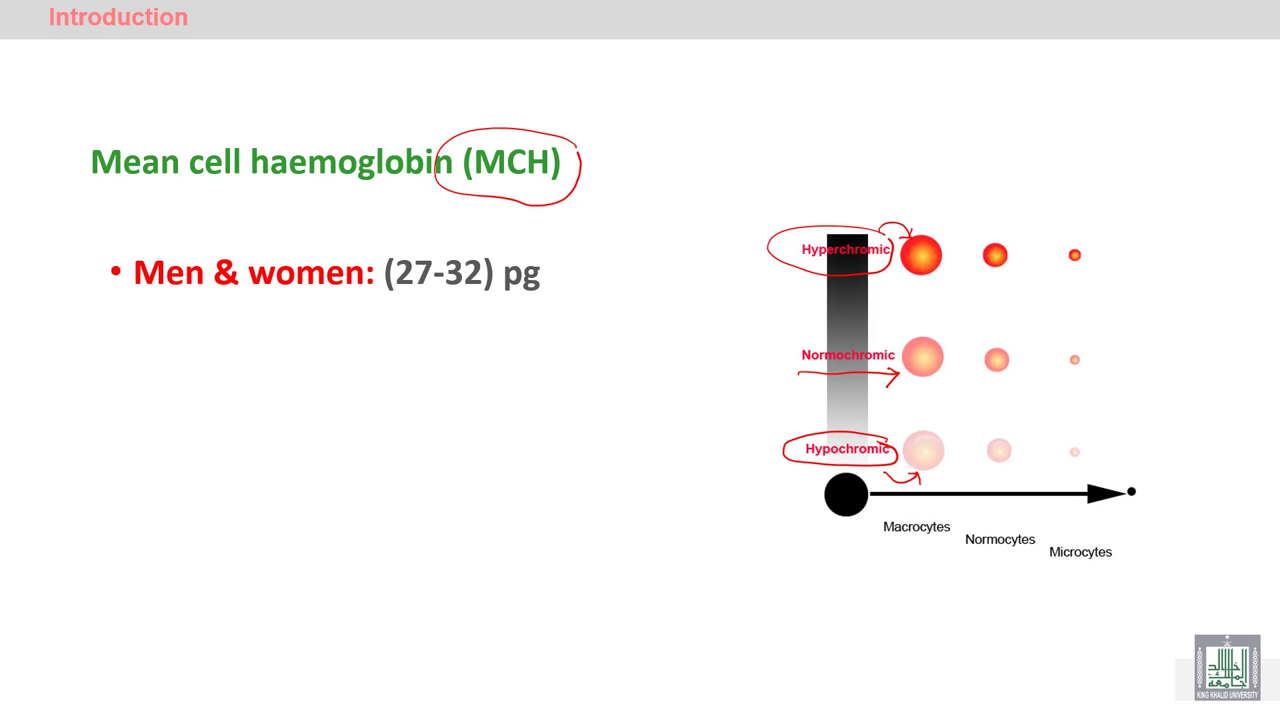 Introduction
Mean cell haemoglobin (MCH)
• Men & women: (27-32) pg
Hyperchromic
Normochromic
Hypochromic
Macrocytes
Normocytes
Microcytes
KING KHALID UNIVERSITY